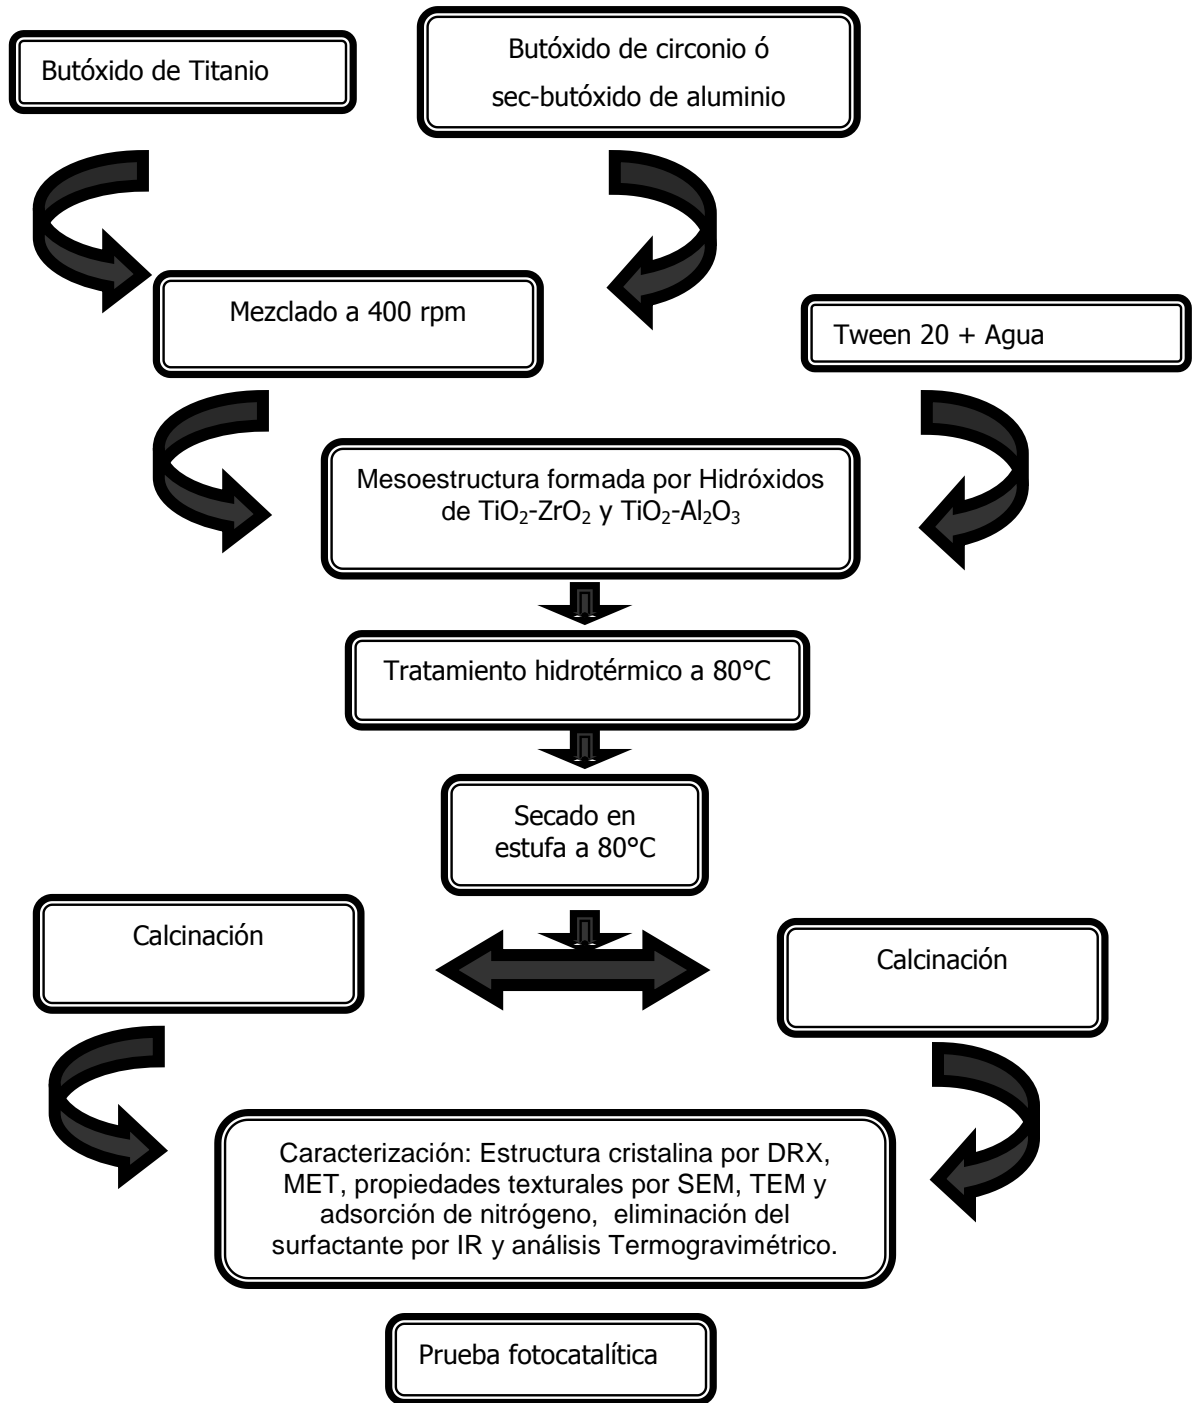 Butóxido de Titanio
Butóxido de circonio ó
sec-butóxido de aluminio
Mezclado a 400 rpm
Tween 20 + Agua
Mesoestructura formada por Hidróxidos
de TiO₂-ZrO₂ y TiO₂-Al₂O₃
Tratamiento hidrotérmico a 80°C
Secado en
estufa a 80°C
Calcinación
Calcinación
Caracterización: Estructura cristalina por DRX,
MET, propiedades texturales por SEM, TEM y
adsorción de nitrógeno, eliminación del
surfactante por IR y análisis Termogravimétrico.
Prueba fotocatalítica